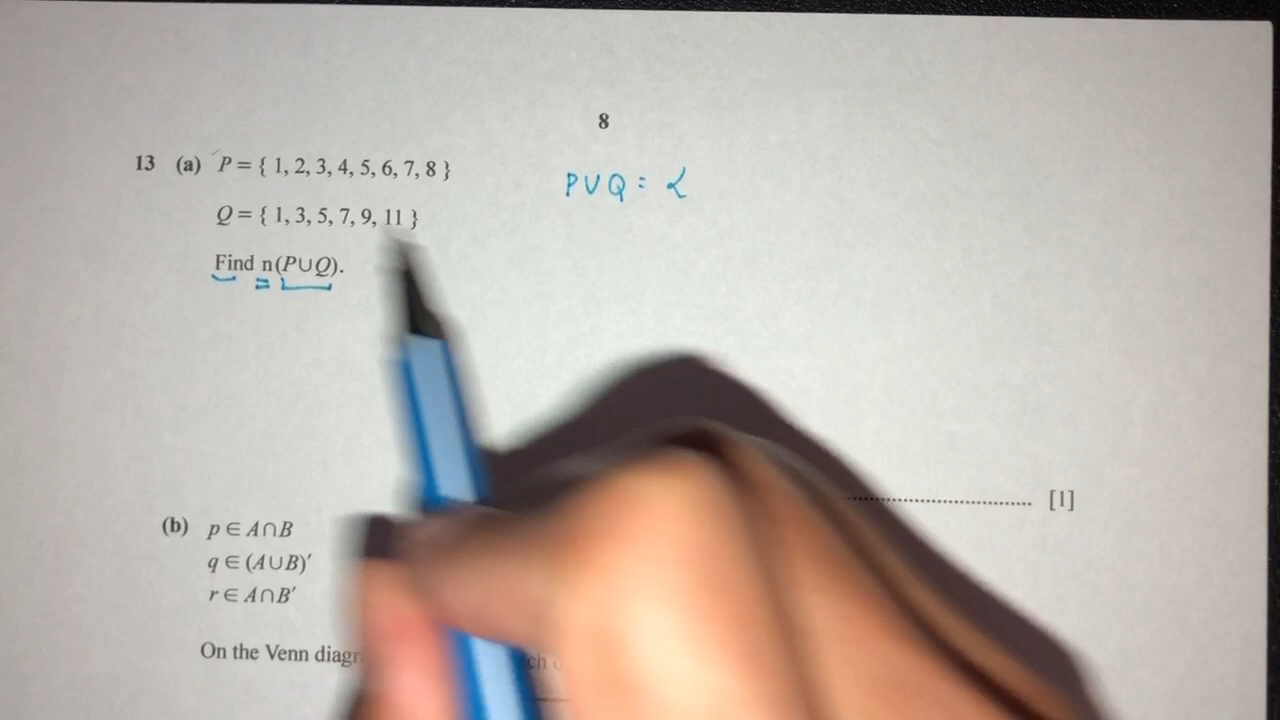 8
13 (a) P = { 1, 2, 3, 4, 5, 6, 7, 8 }
P∪Q = {
Q = { 1, 3, 5, 7, 9, 11 }
Find n(P∪Q).
[1]
(b) p ∈ A∩B
q ∈ (A∪B)′
r ∈ A∩B′
On the Venn